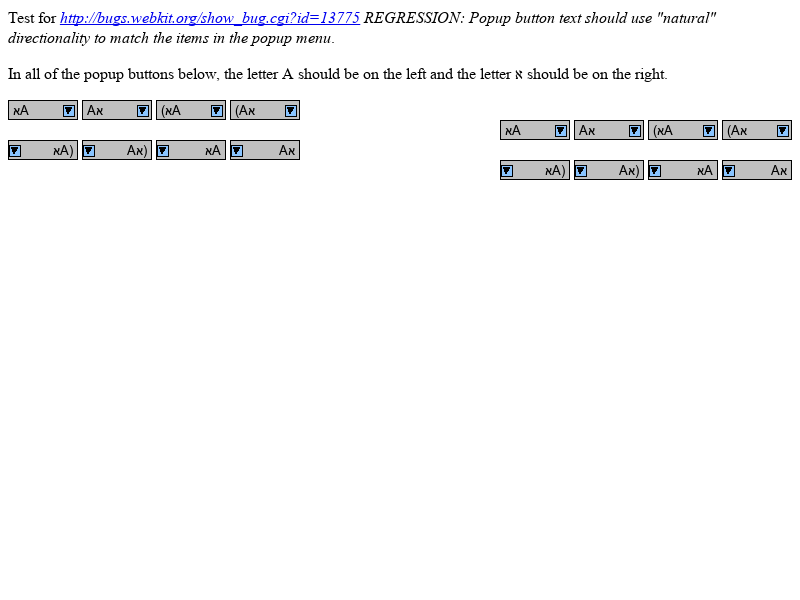 Test for http://bugs.webkit.org/show_bug.cgi?id=13775 REGRESSION: Popup button text should use "natural"
directionality to match the items in the popup menu.
In all of the popup buttons below, the letter A should be on the left and the letter א should be on the right.
אA Aא (אA (Aא
אA Aא (אA (Aא
אA) Aא) אA Aא
אA) Aא) אA Aא